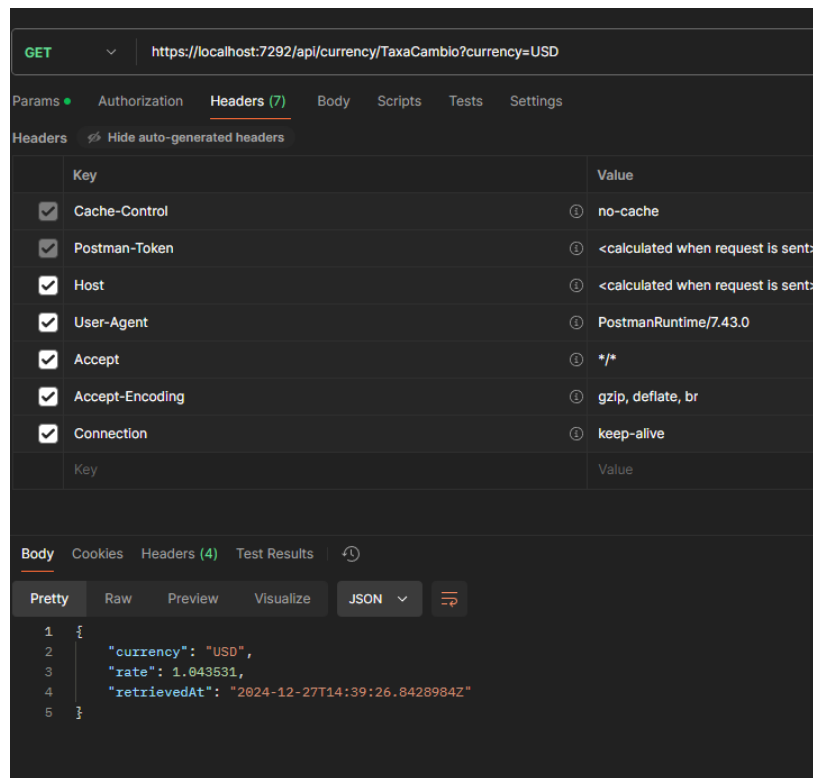 GET https://localhost:7292/api/currency/TaxaCambio?currency=USD
Params Authorization Headers (7) Body Scripts Tests Settings
Headers Hide auto-generated headers
Key Value
Cache-Control no-cache
Postman-Token <calculated when request is sent>
Host <calculated when request is sent>
User-Agent PostmanRuntime/7.43.0
Accept */*
Accept-Encoding gzip, deflate, br
Connection keep-alive
Key Value
Body Cookies Headers (4) Test Results
Pretty Raw Preview Visualize JSON
1 {
2 "currency": "USD",
3 "rate": 1.043531,
4 "retrievedAt": "2024-12-27T14:39:26.8428984Z"
5 }